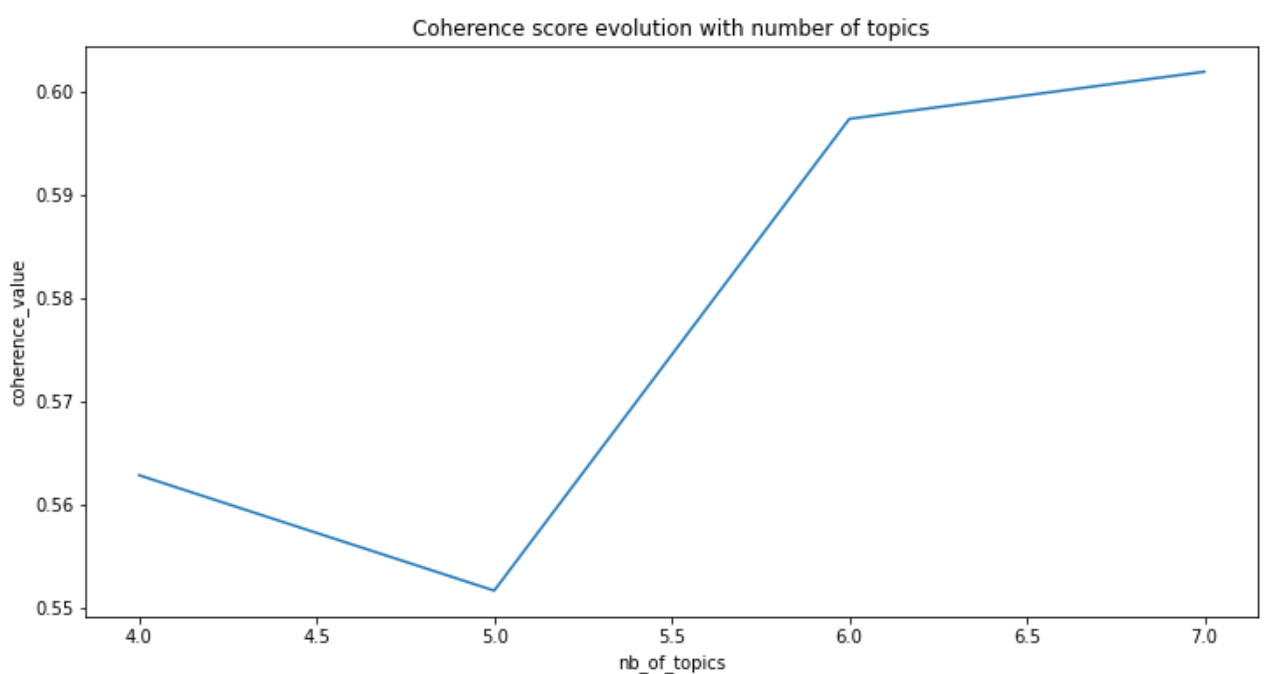 Coherence score evolution with number of topics
0.60
0.59
0.58
0.57
0.56
0.55
coherence_value
4.0 4.5 5.0 5.5 6.0 6.5 7.0
nb_of_topics